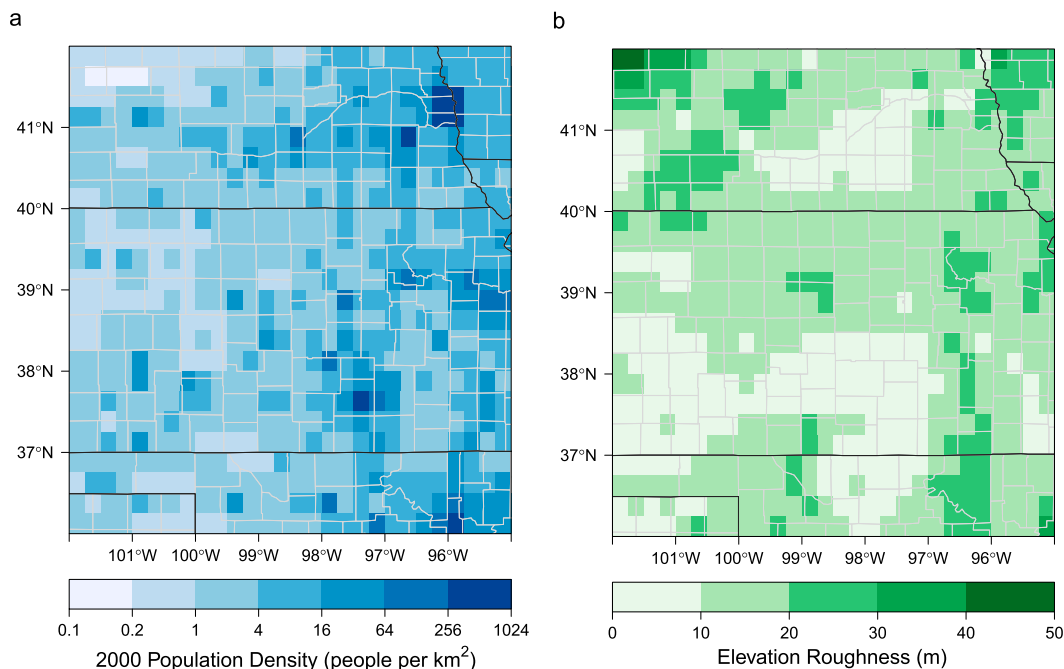 a
41°N
40°N
39°N
38°N
37°N
101°W 100°W 99°W 98°W 97°W 96°W
0.1 0.2 1 4 16 64 256 1024
2000 Population Density (people per km²)
b
41°N
40°N
39°N
38°N
37°N
101°W 100°W 99°W 98°W 97°W 96°W
0 10 20 30 40 50
Elevation Roughness (m)